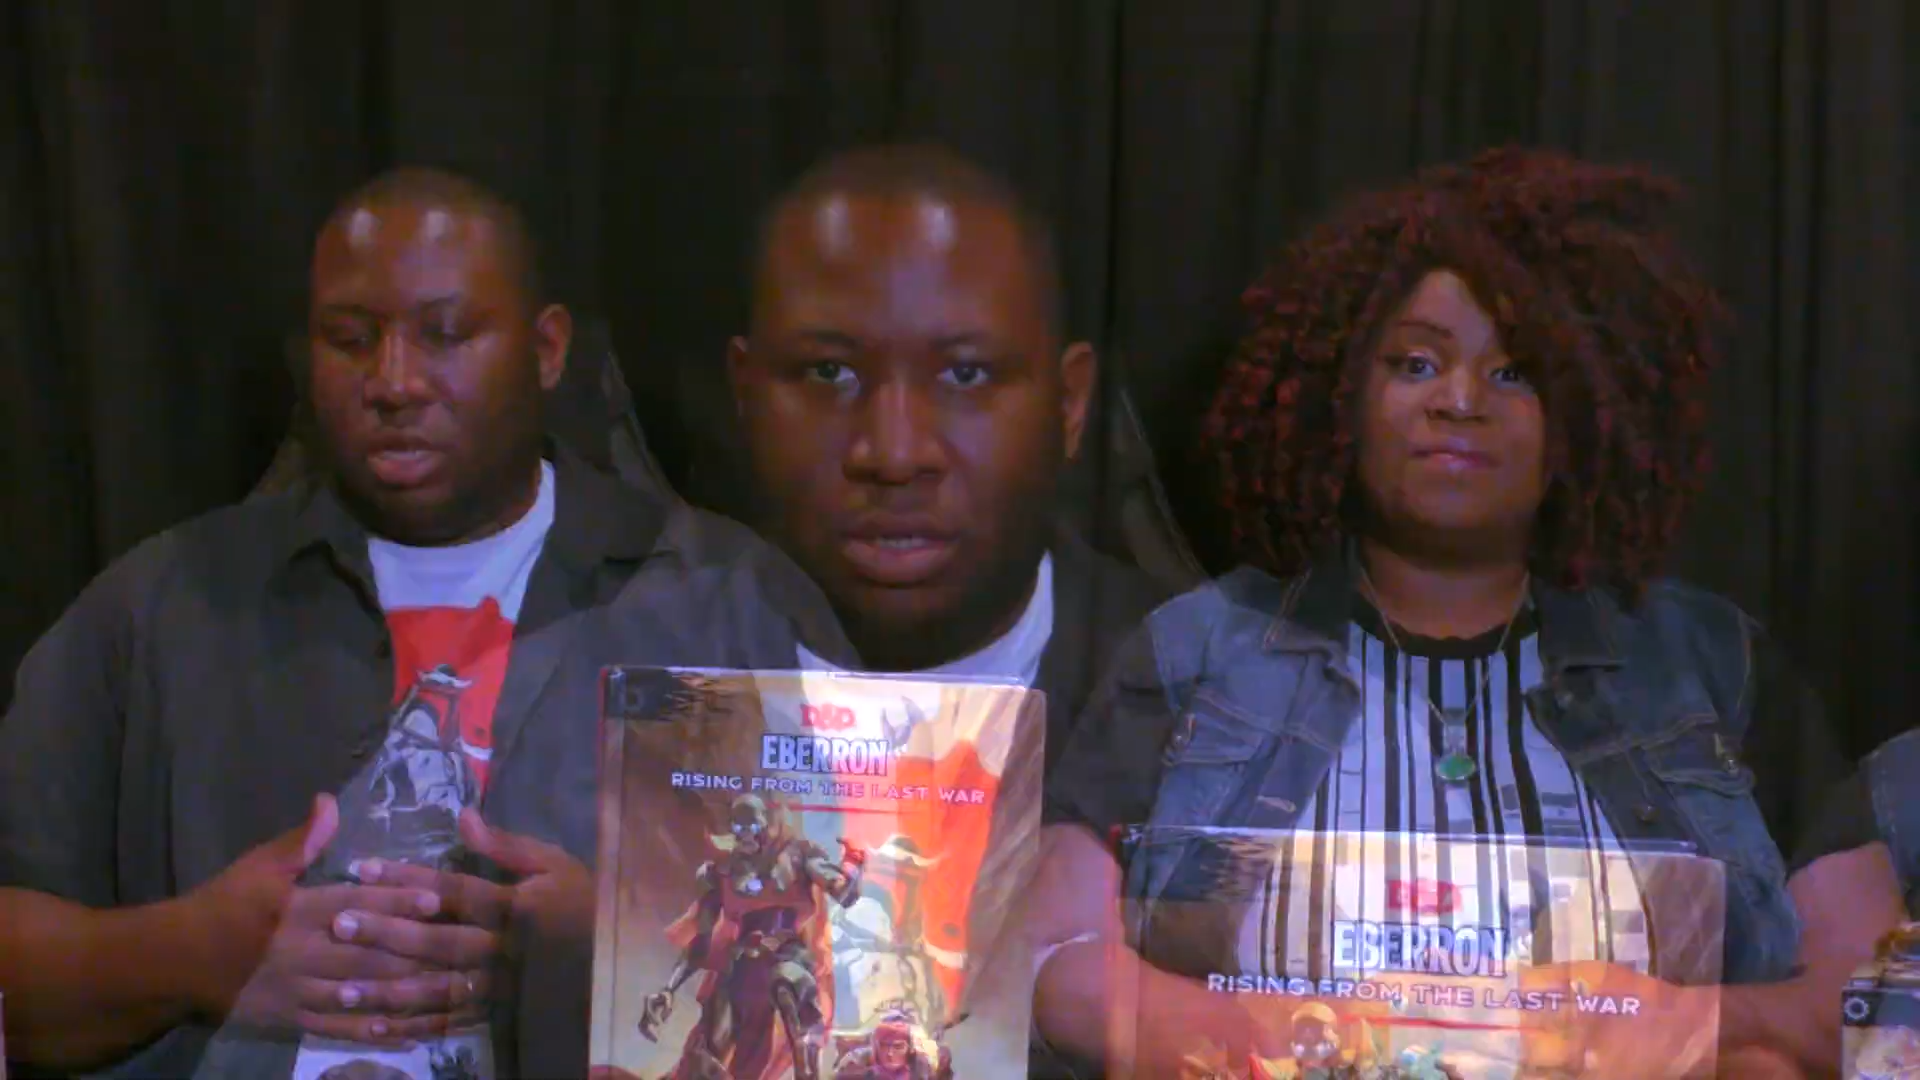 D&D
EBERRON
RISING FROM THE LAST WAR
D&D
EBERRON
RISING FROM THE LAST WAR